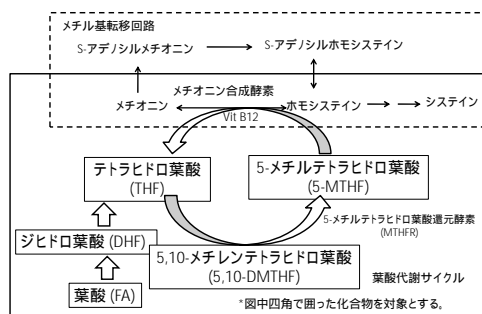 メチル基転移回路
S-アデノシルメチオニン
S-アデノシルホモシステイン
メチオニン合成酵素
メチオニン
ホモシステイン
システイン
Vit B12
テトラヒドロ葉酸
(THF)
5-メチルテトラヒドロ葉酸
(5-MTHF)
5-メチルテトラヒドロ葉酸還元酵素
(MTHFR)
ジヒドロ葉酸 (DHF)
5,10-メチレンテトラヒドロ葉酸
(5,10-DMTHF)
葉酸代謝サイクル
葉酸 (FA)
*図中四角で囲った化合物を対象とする。